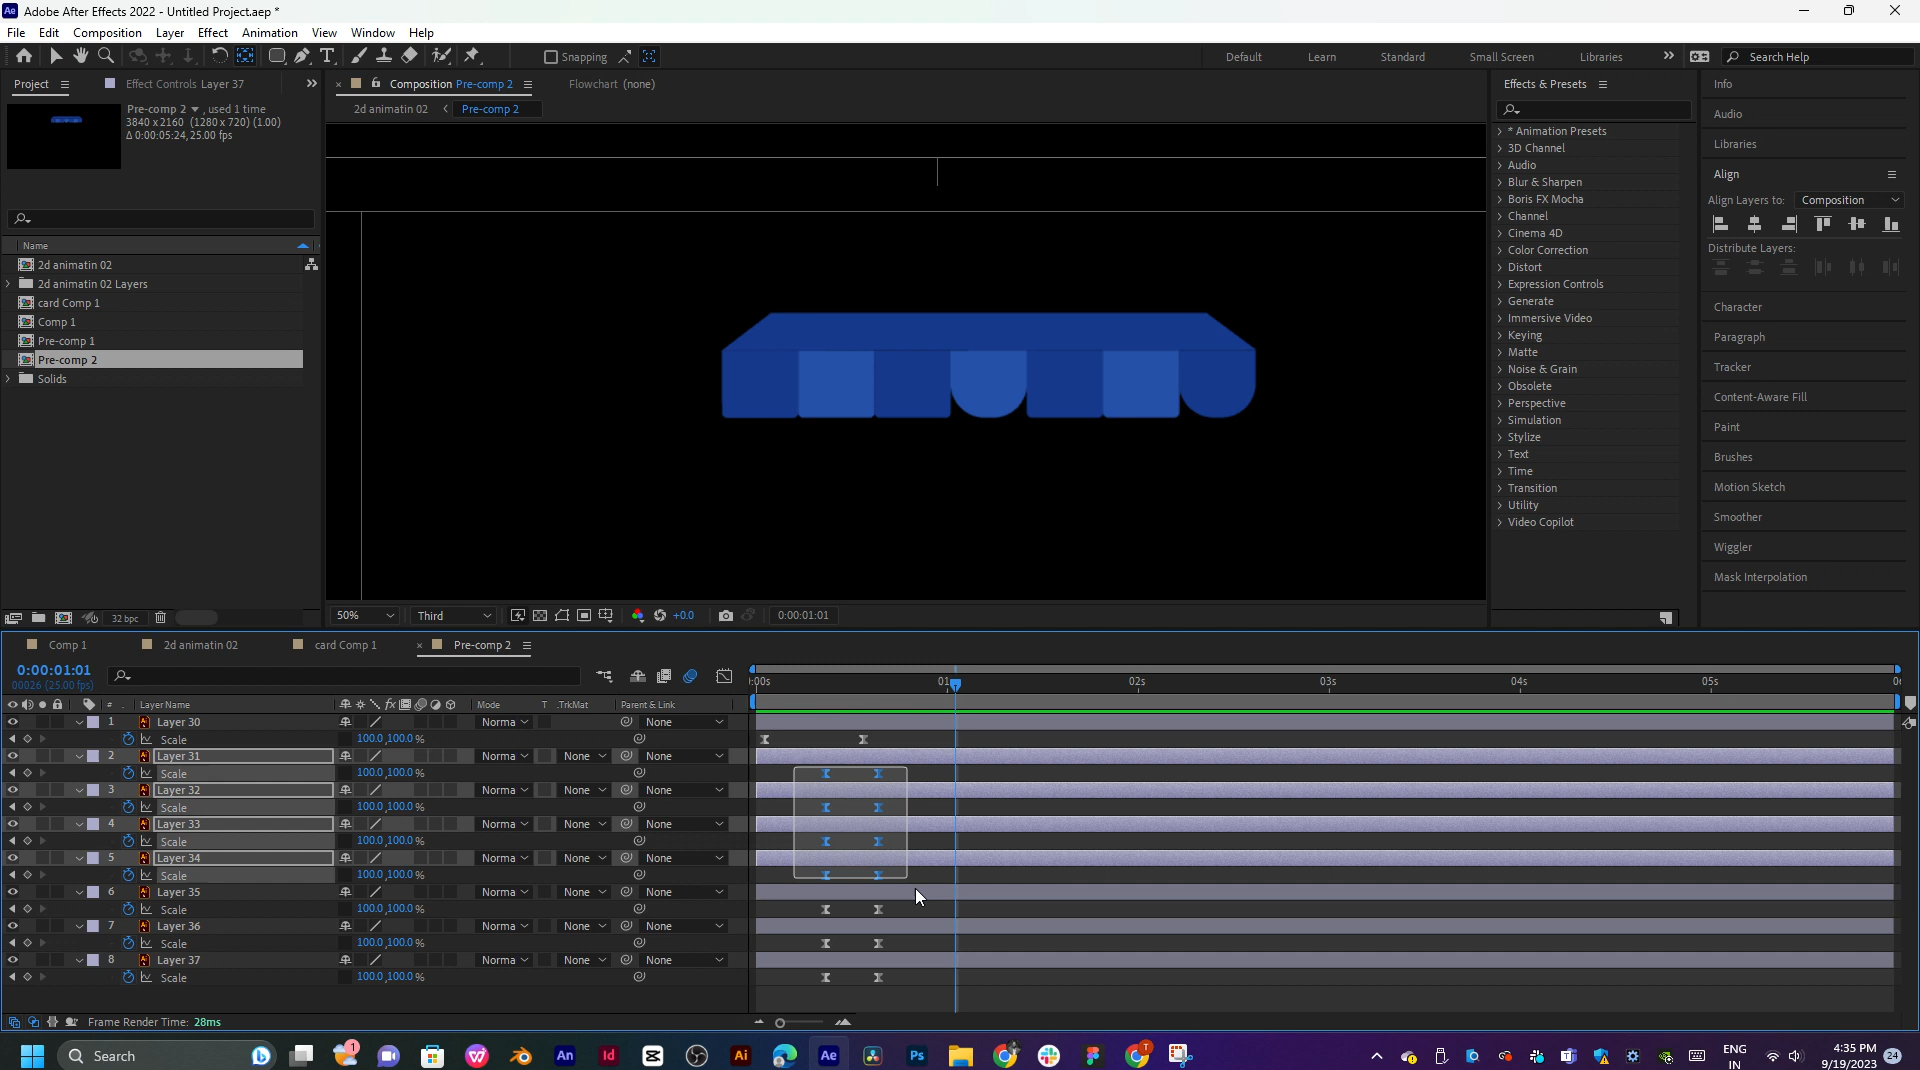 Adobe After Effects 2022 - Untitled Project.aep *
File Edit Composition Layer Effect Animation View Window Help
Snapping Default Learn Standard Small Screen Libraries Search Help
Project Effect Controls Layer 37 Composition Pre-comp 2 Flowchart (none) Effects & Presets Info
Pre-comp 2 , used 1 time
3840 x 2160 (1280 x 720) (1.00)
Δ 0:00:05:24, 25.00 fps
2d animatin 02 Pre-comp 2
Name
2d animatin 02
2d animatin 02 Layers
card Comp 1
Comp 1
Pre-comp 1
Pre-comp 2
Solids
32 bpc
50% Third +0.0 0:00:01:01
* Animation Presets
3D Channel
Audio
Blur & Sharpen
Boris FX Mocha
Channel
Cinema 4D
Color Correction
Distort
Expression Controls
Generate
Immersive Video
Keying
Matte
Noise & Grain
Obsolete
Perspective
Simulation
Stylize
Text
Time
Transition
Utility
Video Copilot
Audio
Libraries
Align
Align Layers to: Composition
Distribute Layers:
Character
Paragraph
Tracker
Content-Aware Fill
Paint
Brushes
Motion Sketch
Smoother
Wiggler
Mask Interpolation
Comp 1 2d animatin 02 card Comp 1 Pre-comp 2
0:00:01:01
00026 (25.00 fps)
:00s 01 02s 03s 04s 05s
# Layer Name Mode T .TrkMat Parent & Link
1 Layer 30 Norma None
Scale 100.0,100.0%
2 Layer 31 Norma None None
Scale 100.0,100.0%
3 Layer 32 Norma None None
Scale 100.0,100.0%
4 Layer 33 Norma None None
Scale 100.0,100.0%
5 Layer 34 Norma None None
Scale 100.0,100.0%
6 Layer 35 Norma None None
Scale 100.0,100.0%
7 Layer 36 Norma None None
Scale 100.0,100.0%
8 Layer 37 Norma None None
Scale 100.0,100.0%
Frame Render Time: 28ms
Search
ENG
IN
4:35 PM
9/19/2023
24